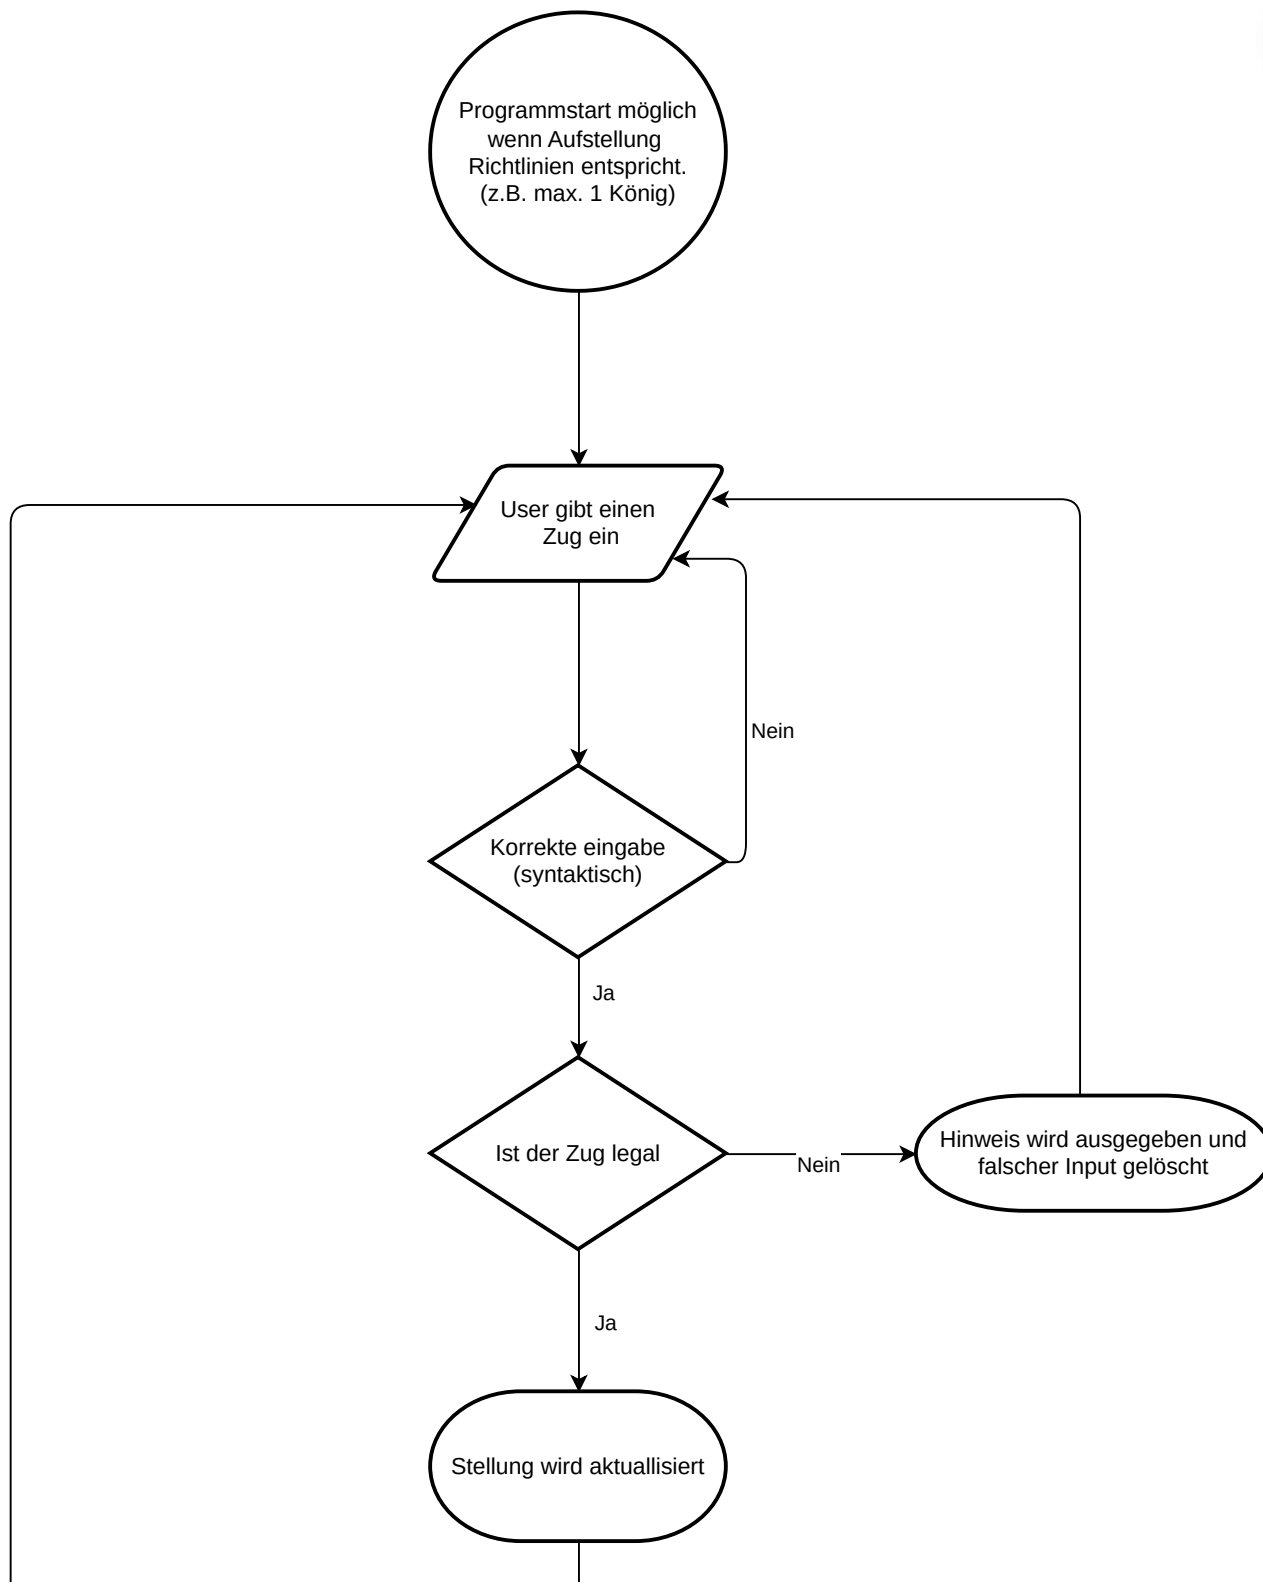 Programmstart möglich
wenn Aufstellung
Richtlinien entspricht.
(z.B. max. 1 König)
User gibt einen
Zug ein
Nein
Korrekte eingabe
(syntaktisch)
Ja
Ist der Zug legal
Nein
Hinweis wird ausgegeben und
falscher Input gelöscht
Ja
Stellung wird aktuallisiert